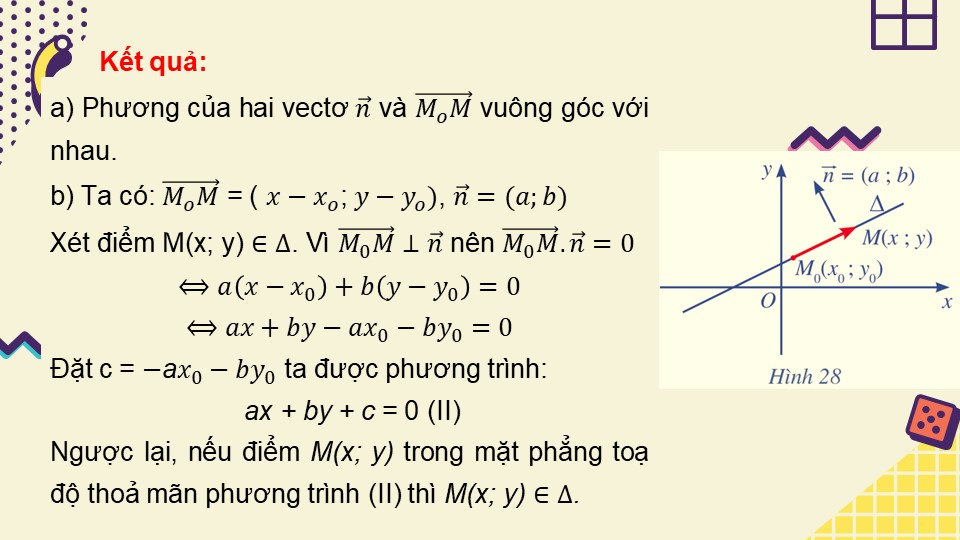 Kết quả:
a) Phương của hai vectơ \(\vec{n}\) và \(\overrightarrow{M_oM}\) vuông góc với
nhau.
b) Ta có: \(\overrightarrow{M_oM}\) = ( \(x - x_o\); \(y - y_o\)), \(\vec{n} = (a; b)\)
Xét điểm M(x; y) ∈ Δ. Vì \(\overrightarrow{M_0M} \perp \vec{n}\) nên \(\overrightarrow{M_0M}.\vec{n} = 0\)
⟺ \(a(x - x_0) + b(y - y_0) = 0\)
⟺ \(ax + by - ax_0 - by_0 = 0\)
Đặt c = \(-ax_0 - by_0\) ta được phương trình:
ax + by + c = 0 (II)
Ngược lại, nếu điểm M(x; y) trong mặt phẳng toạ
độ thoả mãn phương trình (II) thì M(x; y) ∈ Δ.
y
\(\vec{n}\) = (a ; b)
Δ
M(x ; y)
\(M_0(x_0 ; y_0)\)
O
x
Hình 28